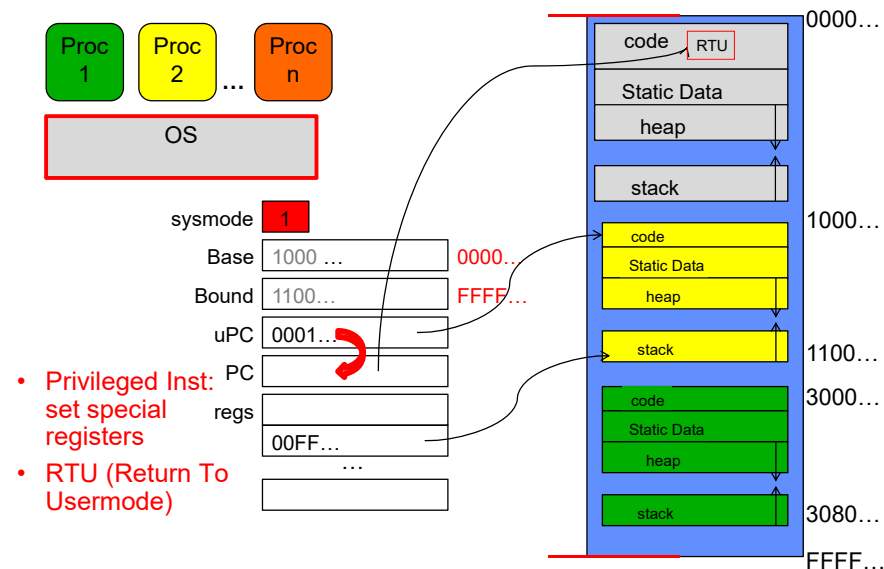 Proc
1
Proc
2
...
Proc
n
OS
sysmode 1
Base 1000 … 0000…
Bound 1100… FFFF…
uPC 0001…
PC
regs
00FF…
…
• Privileged Inst:
set special
registers
• RTU (Return To
Usermode)
code RTU
Static Data
heap
stack
code
Static Data
heap
stack
code
Static Data
heap
stack
0000…
1000…
1100…
3000…
3080…
FFFF…